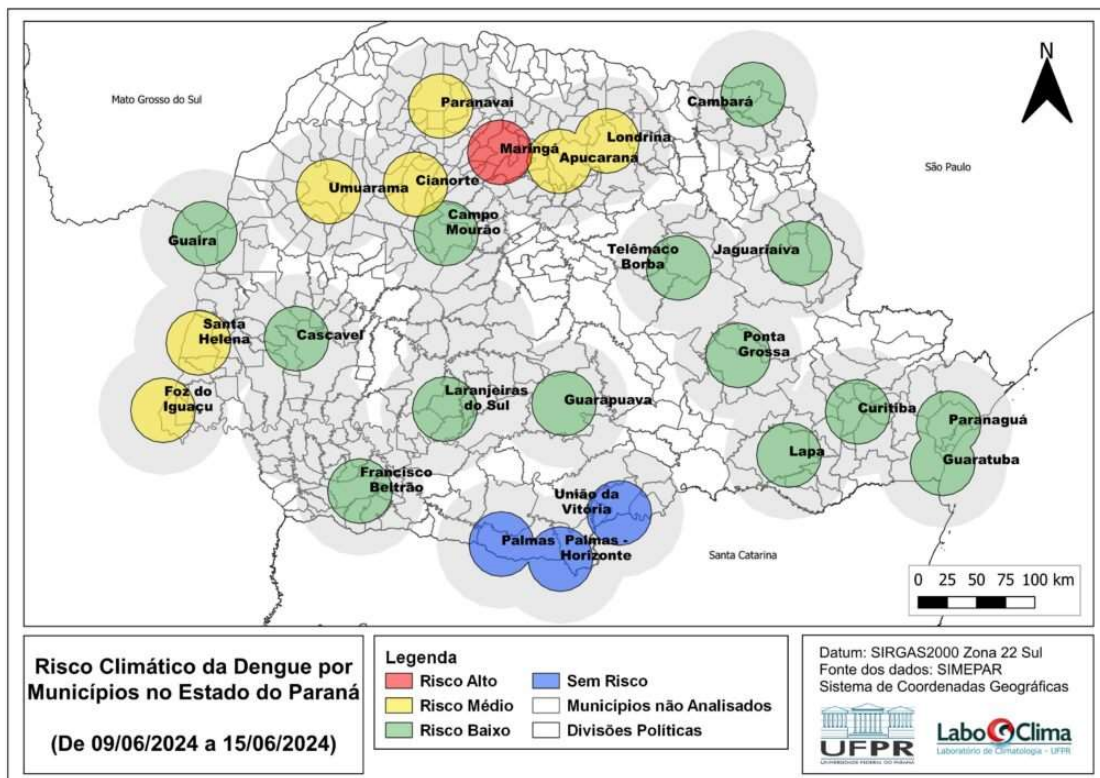 N
Mato Grosso do Sul
Paranavaí
Cambará
Londrina
Maringá
Apucarana
São Paulo
Umuarama
Cianorte
Campo
Mourão
Guaíra
Telêmaco
Borba
Jaguariaíva
Santa
Helena
Cascavel
Ponta
Grossa
Foz do
Iguaçu
Laranjeiras
do Sul
Guarapuava
Curitiba
Paranaguá
Lapa
Guaratuba
Francisco
Beltrão
União da
Vitória
Palmas
Palmas -
Horizonte
Santa Catarina
0 25 50 75 100 km
Risco Climático da Dengue por
Municípios no Estado do Paraná
(De 09/06/2024 a 15/06/2024)
Legenda
Risco Alto
Risco Médio
Risco Baixo
Sem Risco
Municípios não Analisados
Divisões Políticas
Datum: SIRGAS2000 Zona 22 Sul
Fonte dos dados: SIMEPAR
Sistema de Coordenadas Geográficas
UFPR
UNIVERSIDADE FEDERAL DO PARANÁ
LaboClima
Laboratório de Climatologia - UFPR